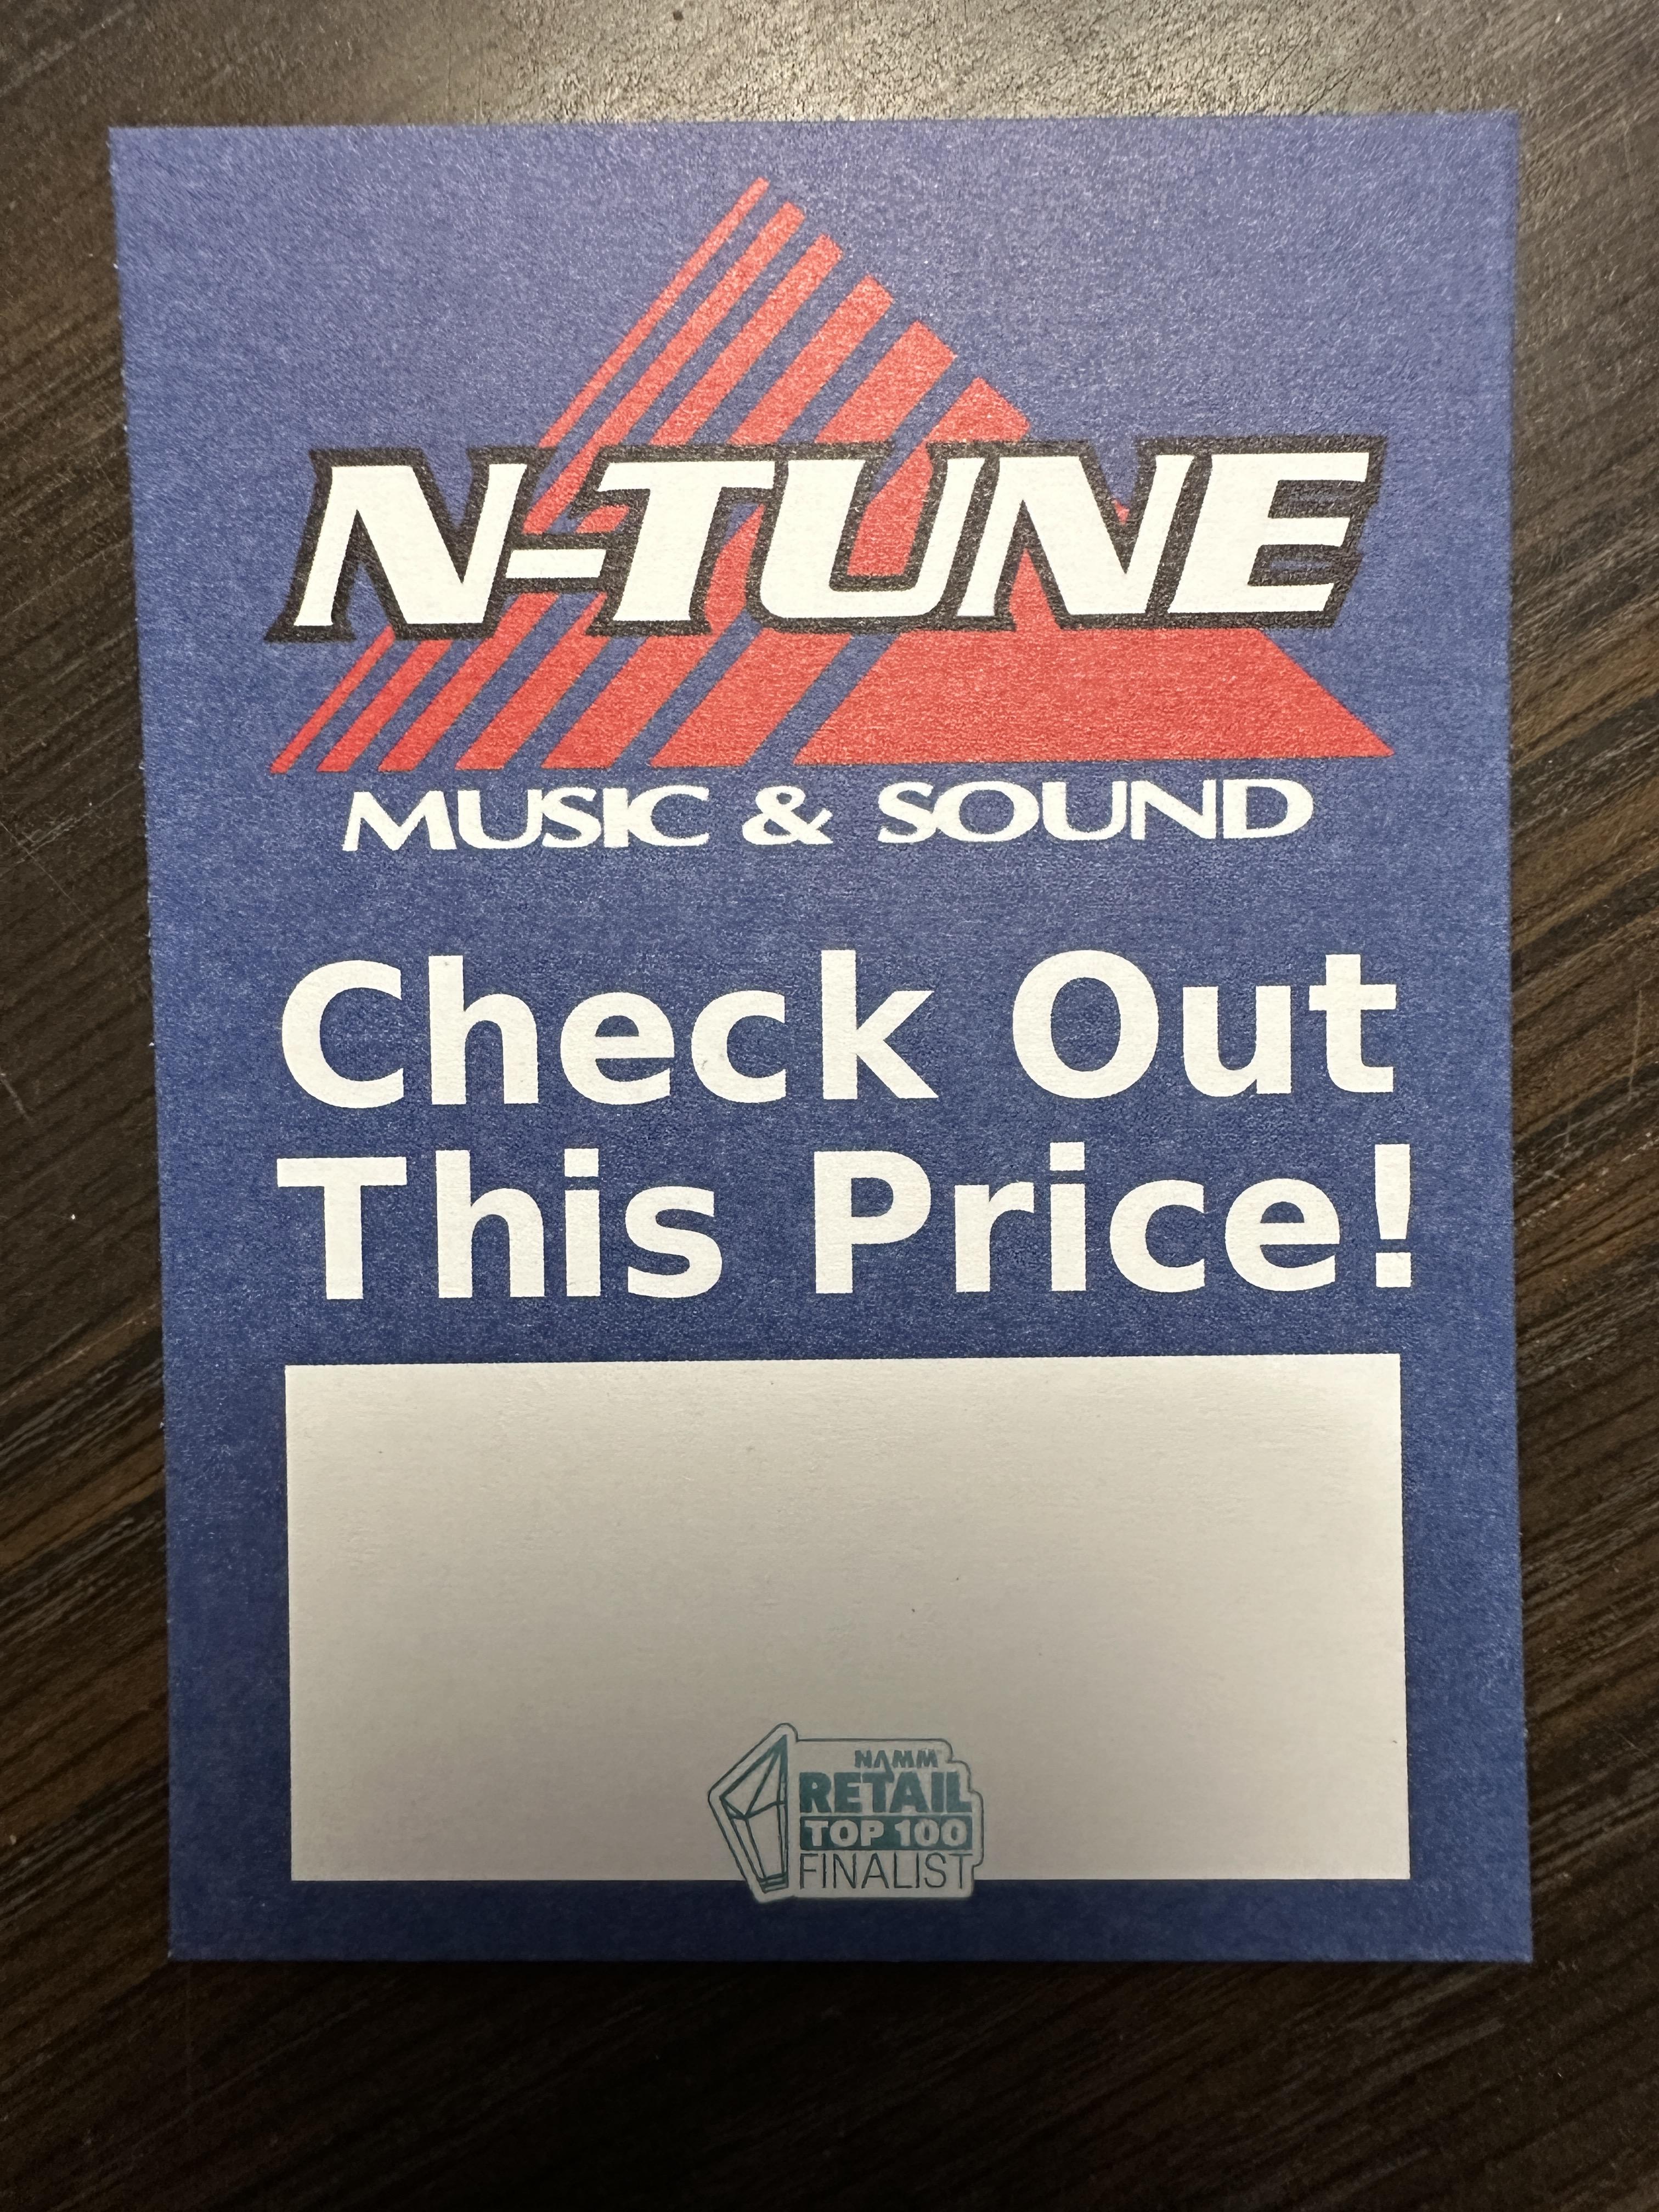 N-TUNE
MUSIC & SOUND
Check Out
This Price!
NAMM
RETAIL
TOP 100
FINALIST